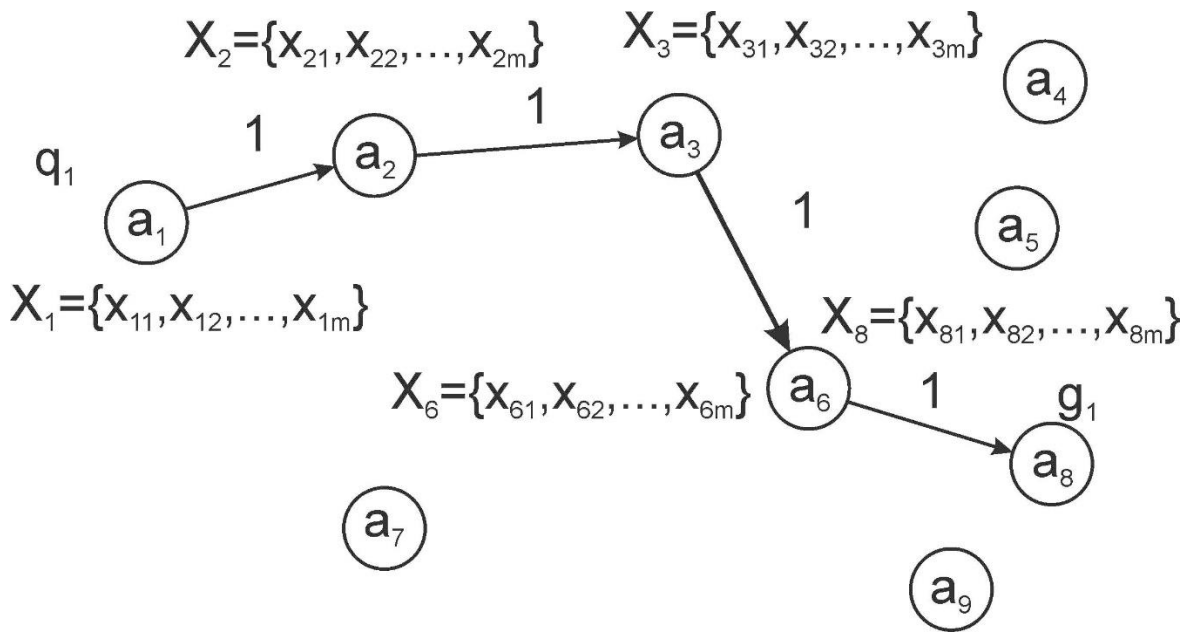 X₂={x₂₁,x₂₂,...,x₂ₘ}
X₃={x₃₁,x₃₂,...,x₃ₘ}
a₄
1
1
a₃
q₁
a₂
a₁
1
a₅
X₁={x₁₁,x₁₂,...,x₁ₘ}
X₈={x₈₁,x₈₂,...,x₈ₘ}
X₆={x₆₁,x₆₂,...,x₆ₘ}
a₆
1
g₁
a₈
a₇
a₉